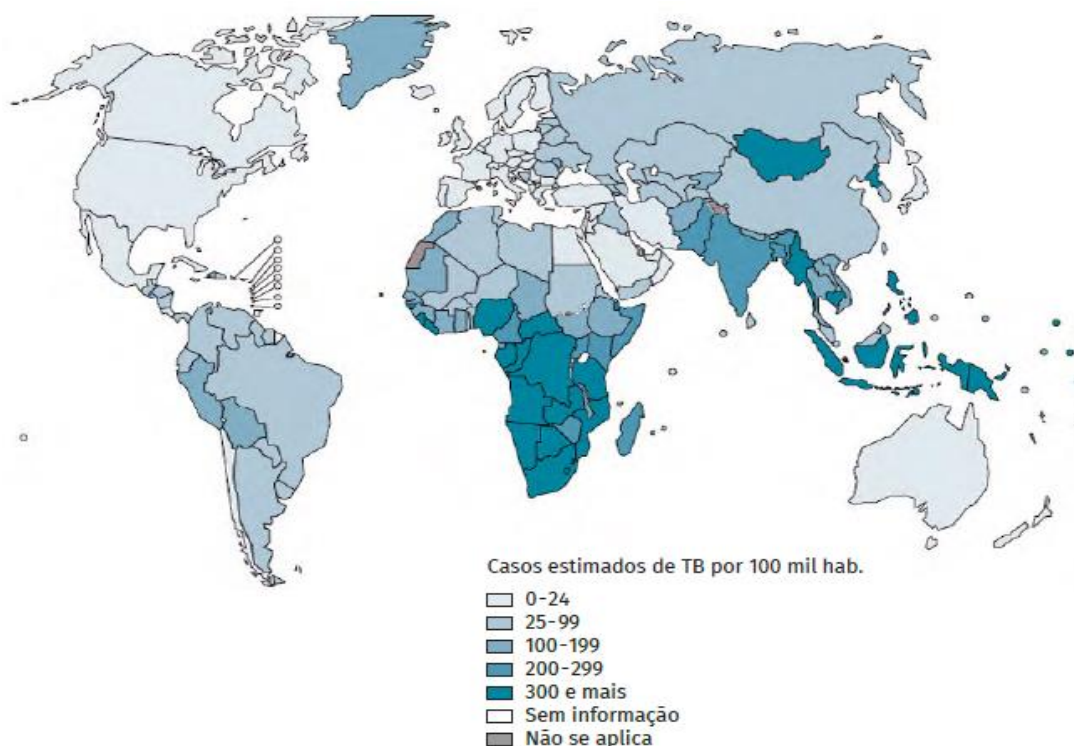 Casos estimados de TB por 100 mil hab.
0-24
25-99
100-199
200-299
300 e mais
Sem informação
Não se aplica